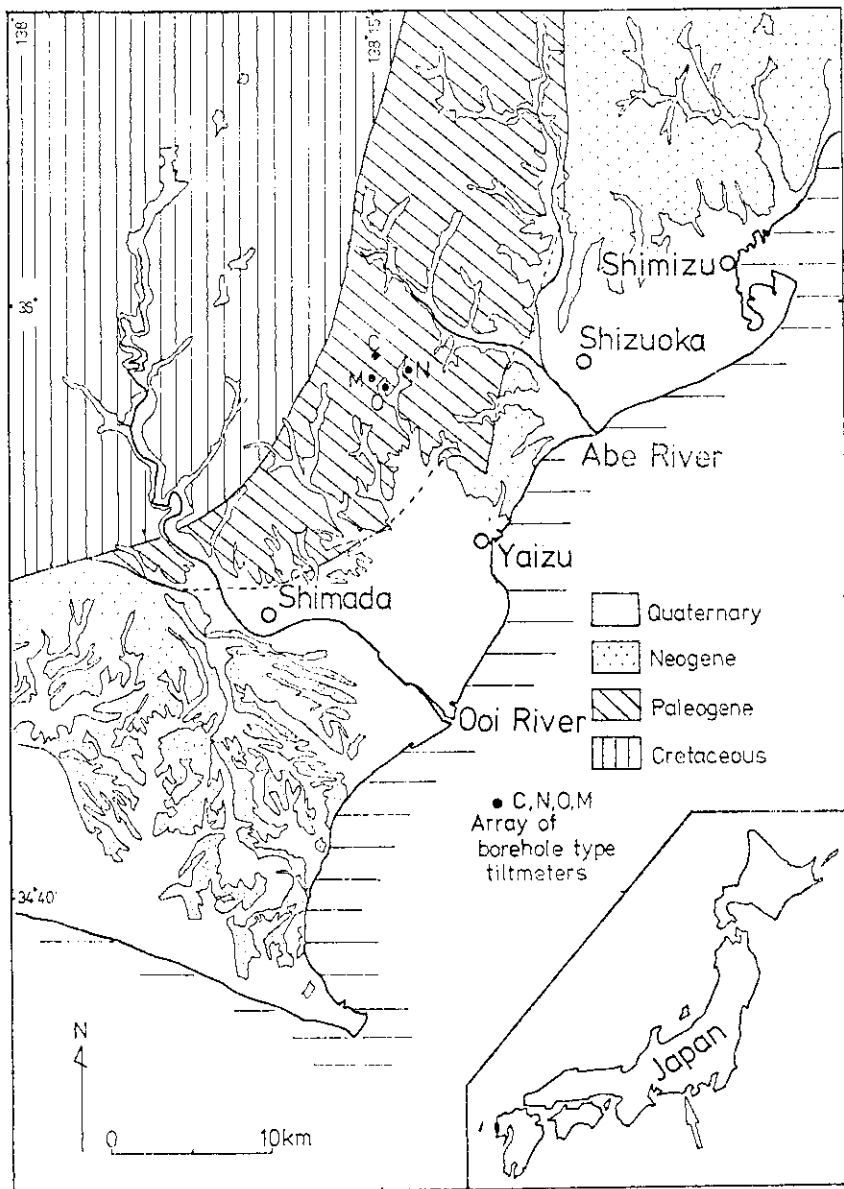 138
138°15'
35°
34°40'
Shimizu
Shizuoka
Abe River
Yaizu
Shimada
Ooi River
C
M
N
O
Quaternary
Neogene
Paleogene
Cretaceous
• C,N,O,M
Array of
borehole type
tiltmeters
N
0 10km
Japan